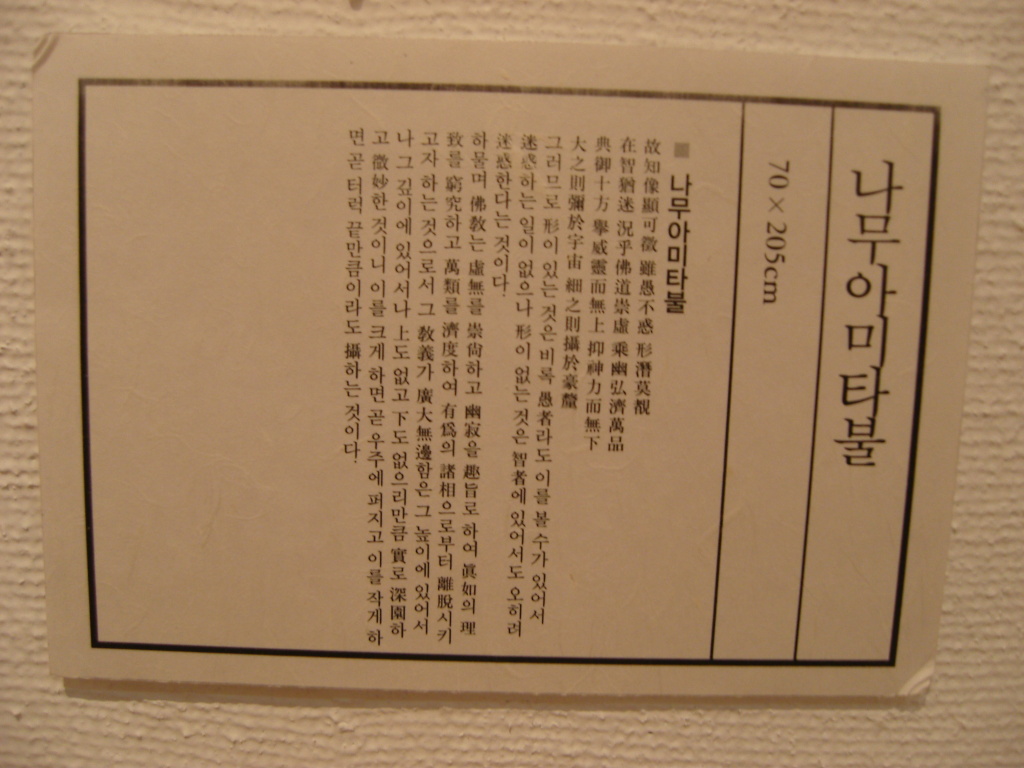 나무아미타불
70×205cm
■ 나무아미타불
故知像顯可徵 雖愚不惑 形潛莫覩
在智猶迷 況乎佛道崇虛 乘幽弘濟萬品
典御十方 擧威靈而無上 抑神力而無下
大之則彌於宇宙 細之則攝於豪釐
그러므로 形이 있는 것은 비록 愚者라도 이를 볼 수가 있어서
迷惑하는 일이 없으나 形이 없는 것은 智者에 있어서도 오히려
迷惑한다는 것이다.
하물며 佛敎는 虛無를 崇尙하고 幽寂을 趣旨로 하여 眞如의 理
致를 窮究하고 萬類를 濟度하여 有爲의 諸相으로부터 離脫시키
고자 하는 것으로서 그 敎義가 廣大無邊함은 그 높이에 있어서
나 그 깊이에 있어서나 上도 없고 下도 없으리만큼 實로 深園하
고 微妙한 것이니 이를 크게 하면 곧 우주에 퍼지고 이를 작게 하
면 곧 터럭 끝만큼이라도 攝하는 것이다.